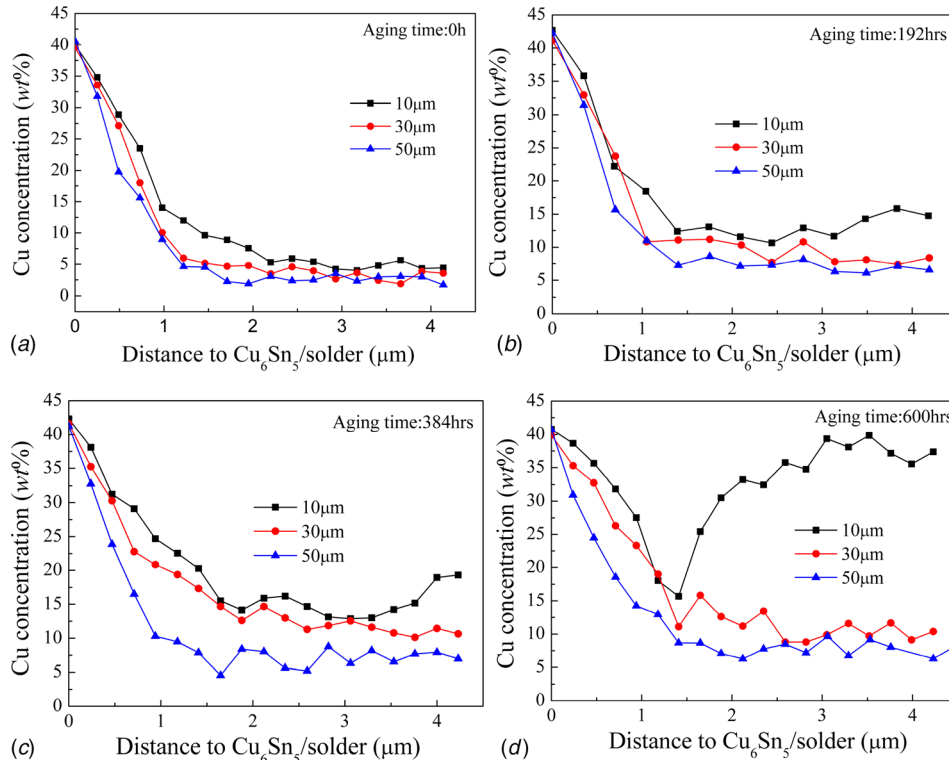 Aging time:0h
45
40
35
30
25
20
15
10
5
0
Cu concentration (wt%)
10μm
30μm
50μm
0
1
2
3
4
Distance to Cu₆Sn₅/solder (μm)
(a)
Aging time:192hrs
45
40
35
30
25
20
15
10
5
0
Cu concentration (wt%)
10μm
30μm
50μm
0
1
2
3
4
Distance to Cu₆Sn₅/solder (μm)
(b)
Aging time:384hrs
45
40
35
30
25
20
15
10
5
0
Cu concentration (wt%)
10μm
30μm
50μm
0
1
2
3
4
Distance to Cu₆Sn₅/solder (μm)
(c)
Aging time:600hrs
45
40
35
30
25
20
15
10
5
0
Cu concentration (wt%)
10μm
30μm
50μm
0
1
2
3
4
Distance to Cu₆Sn₅/solder (μm)
(d)